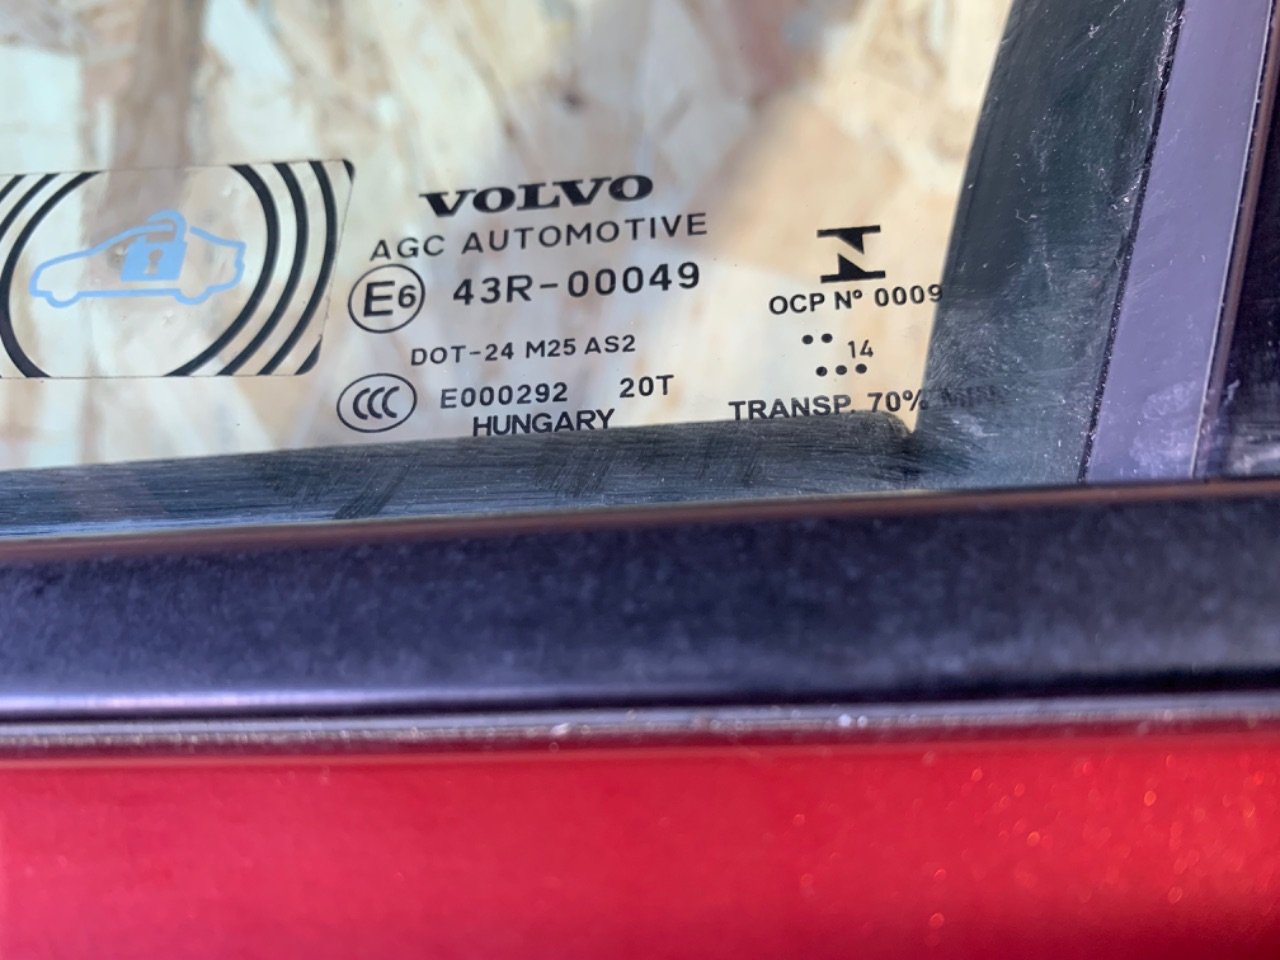 VOLVO
AGC AUTOMOTIVE
E6 43R-00049
DOT-24 M25 AS2
CCC E000292 20T
HUNGARY
OCP Nº 0009
14
TRANSP. 70%